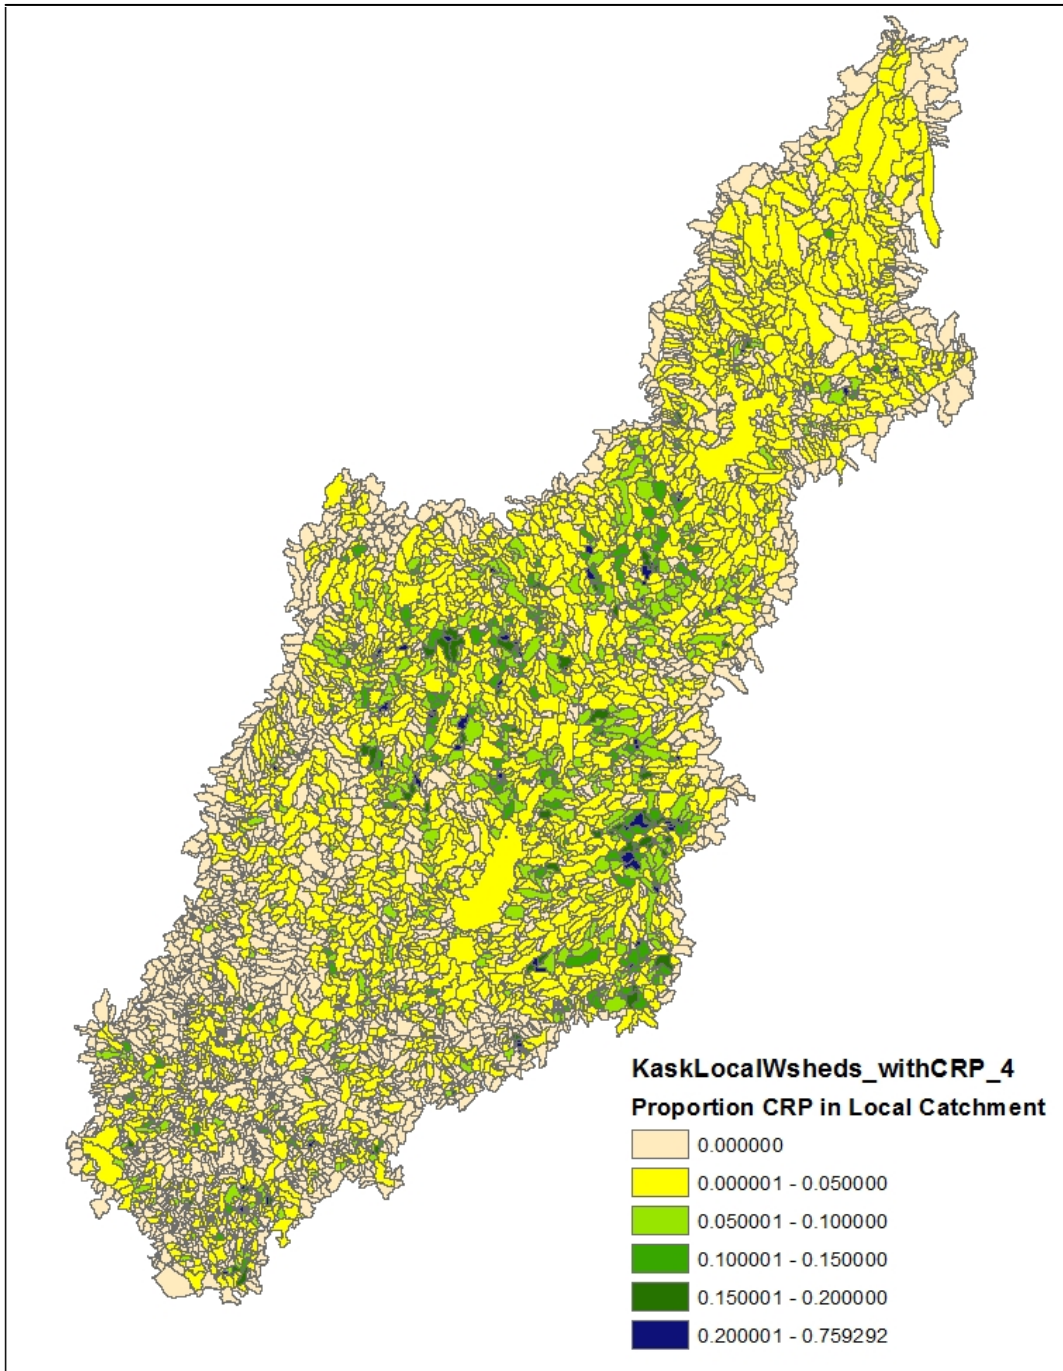 KaskLocalWsheds_withCRP_4
Proportion CRP in Local Catchment
0.000000
0.000001 - 0.050000
0.050001 - 0.100000
0.100001 - 0.150000
0.150001 - 0.200000
0.200001 - 0.759292